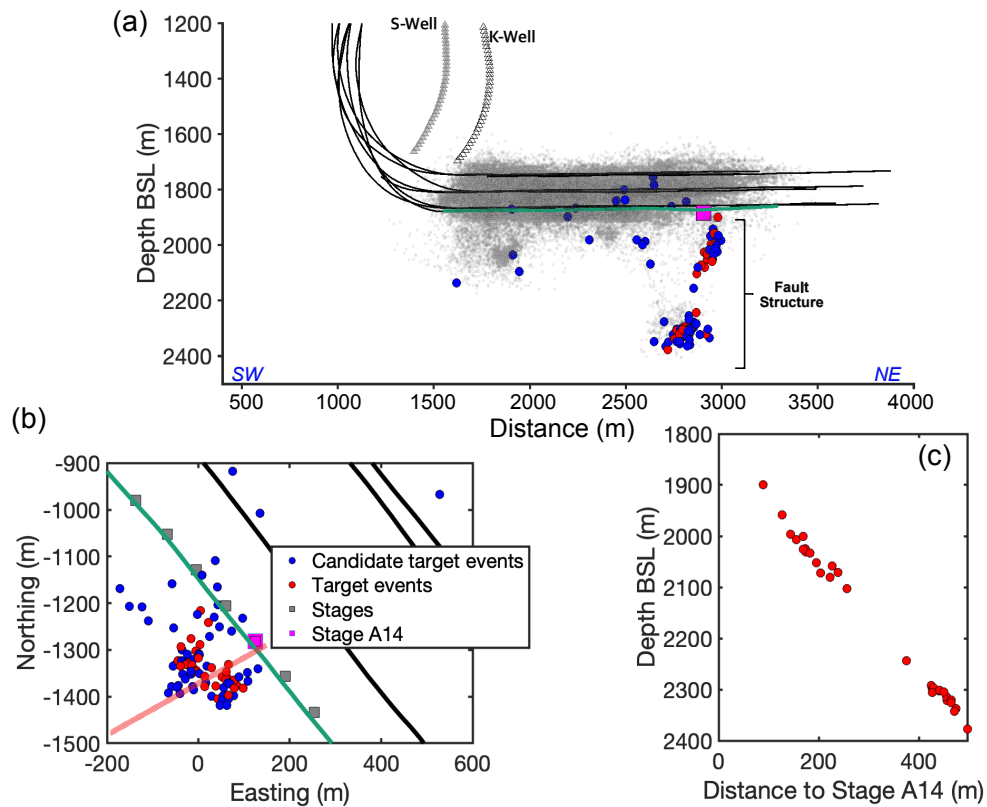 (a)
S-Well
K-Well
1200
1400
1600
1800
2000
2200
2400
Depth BSL (m)
Fault
Structure
SW
NE
500
1000
1500
2000
2500
3000
3500
4000
Distance (m)
(b)
-900
-1000
-1100
-1200
-1300
-1400
-1500
Northing (m)
Candidate target events
Target events
Stages
Stage A14
-200
0
200
400
600
Easting (m)
(c)
1800
1900
2000
2100
2200
2300
2400
Depth BSL (m)
0
200
400
Distance to Stage A14 (m)